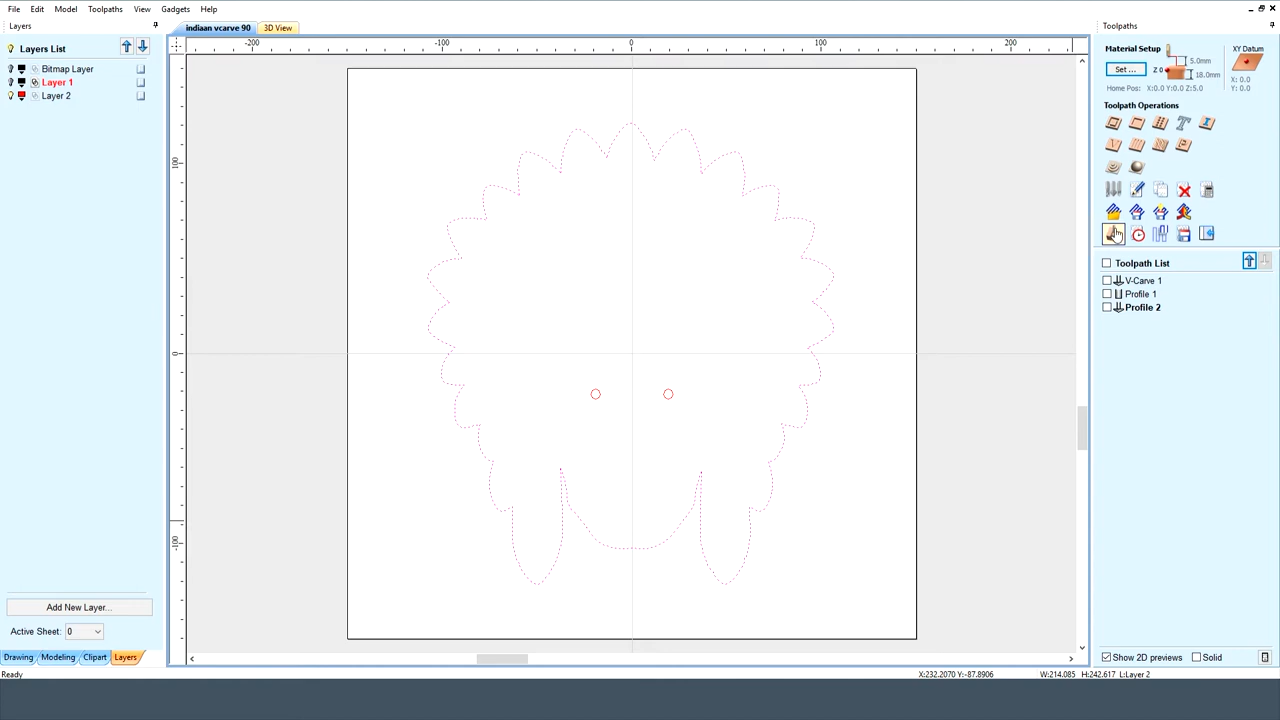 File Edit Model Toolpaths View Gadgets Help
Layers
indiaan vcarve 90 3D View
Toolpaths
Layers List
Bitmap Layer
Layer 1
Layer 2
-200 -100 0 100 200
100
0
-100
Material Setup
Set ...
Z 0
5.0mm
18.0mm
XY Datum
X: 0.0
Y: 0.0
Home Pos: X:0.0 Y:0.0 Z:5.0
Toolpath Operations
Toolpath List
V-Carve 1
Profile 1
Profile 2
Add New Layer...
Active Sheet: 0
Drawing Modeling Clipart Layers
Show 2D previews Solid
Ready
X:232.2070 Y:-87.8906
W:214.085 H:242.617 L:Layer 2